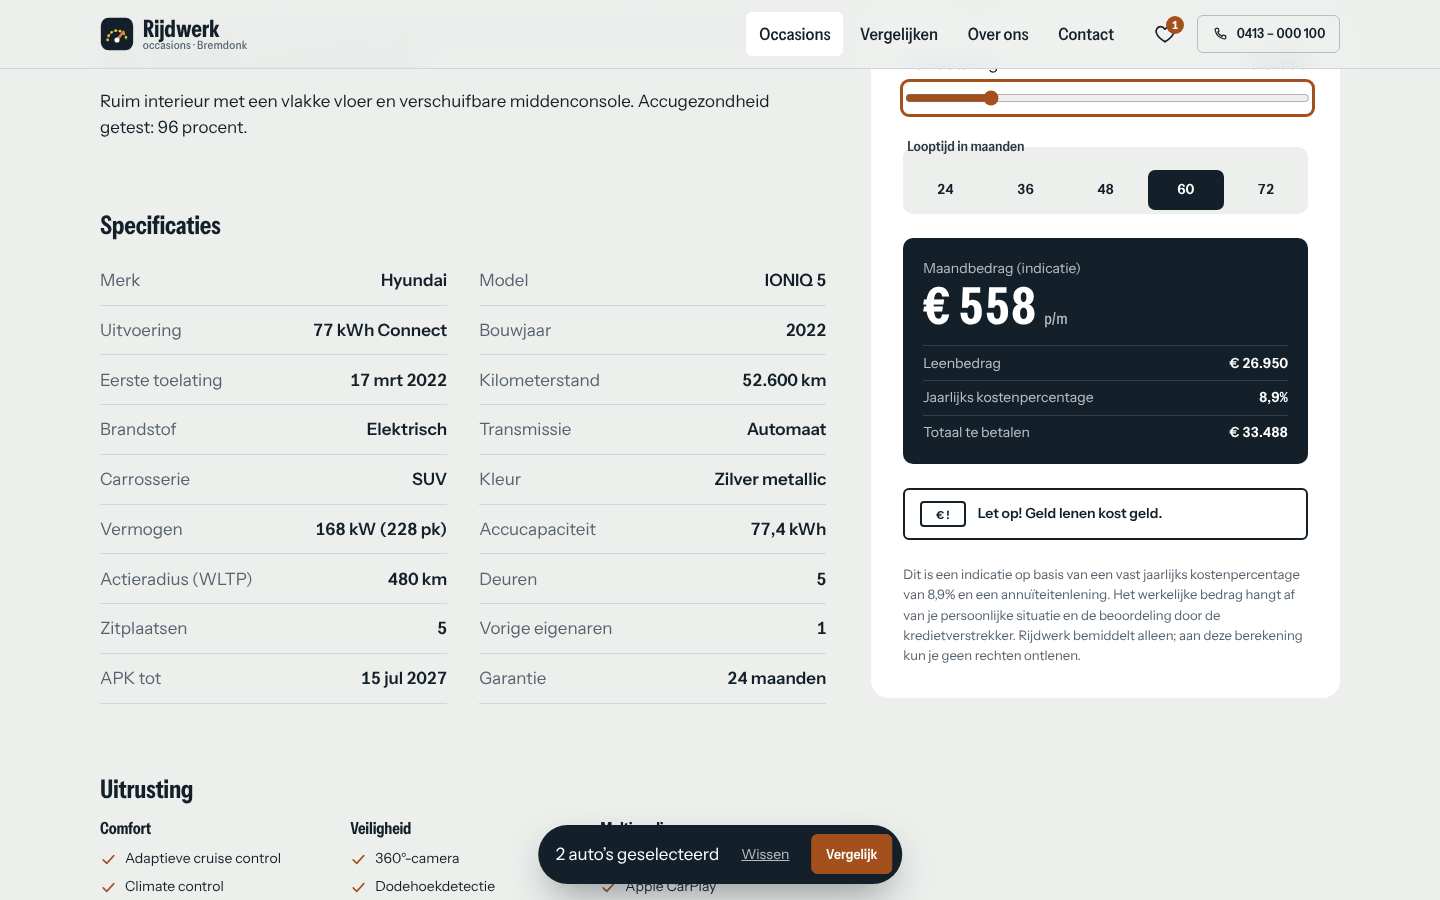 Rijdwerk
occasions · Bremdonk
Occasions
Vergelijken
Over ons
Contact
1
0413 – 000 100
Ruim interieur met een vlakke vloer en verschuifbare middenconsole. Accugezondheid
getest: 96 procent.
Specificaties
Merk Hyundai
Model IONIQ 5
Uitvoering 77 kWh Connect
Bouwjaar 2022
Eerste toelating 17 mrt 2022
Kilometerstand 52.600 km
Brandstof Elektrisch
Transmissie Automaat
Carrosserie SUV
Kleur Zilver metallic
Vermogen 168 kW (228 pk)
Accucapaciteit 77,4 kWh
Actieradius (WLTP) 480 km
Deuren 5
Zitplaatsen 5
Vorige eigenaren 1
APK tot 15 jul 2027
Garantie 24 maanden
Looptijd in maanden
24 36 48 60 72
Maandbedrag (indicatie)
€ 558 p/m
Leenbedrag € 26.950
Jaarlijks kostenpercentage 8,9%
Totaal te betalen € 33.488
€ ! Let op! Geld lenen kost geld.
Dit is een indicatie op basis van een vast jaarlijks kostenpercentage
van 8,9% en een annuïteitenlening. Het werkelijke bedrag hangt af
van je persoonlijke situatie en de beoordeling door de
kredietverstrekker. Rijdwerk bemiddelt alleen; aan deze berekening
kun je geen rechten ontlenen.
Uitrusting
Comfort
Adaptieve cruise control
Climate control
Veiligheid
360°-camera
Dodehoekdetectie
Apple CarPlay
2 auto's geselecteerd
Wissen
Vergelijk